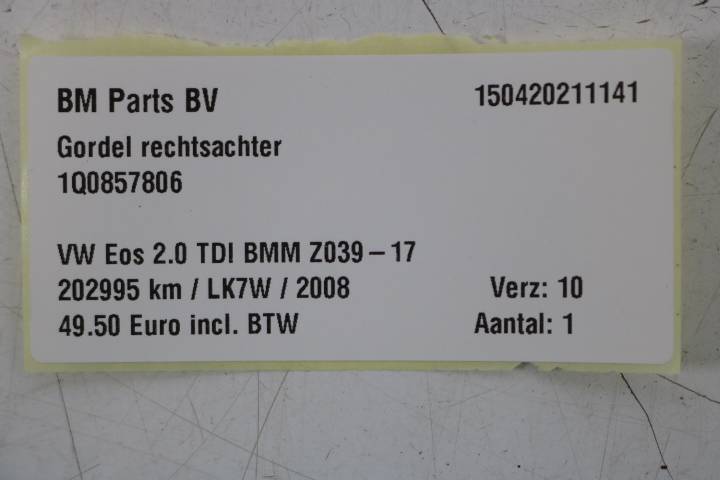 BM Parts BV 150420211141
Gordel rechtsachter
1Q0857806
VW Eos 2.0 TDI BMM Z039-17
202995 km / LK7W / 2008 Verz: 10
49.50 Euro incl. BTW Aantal: 1